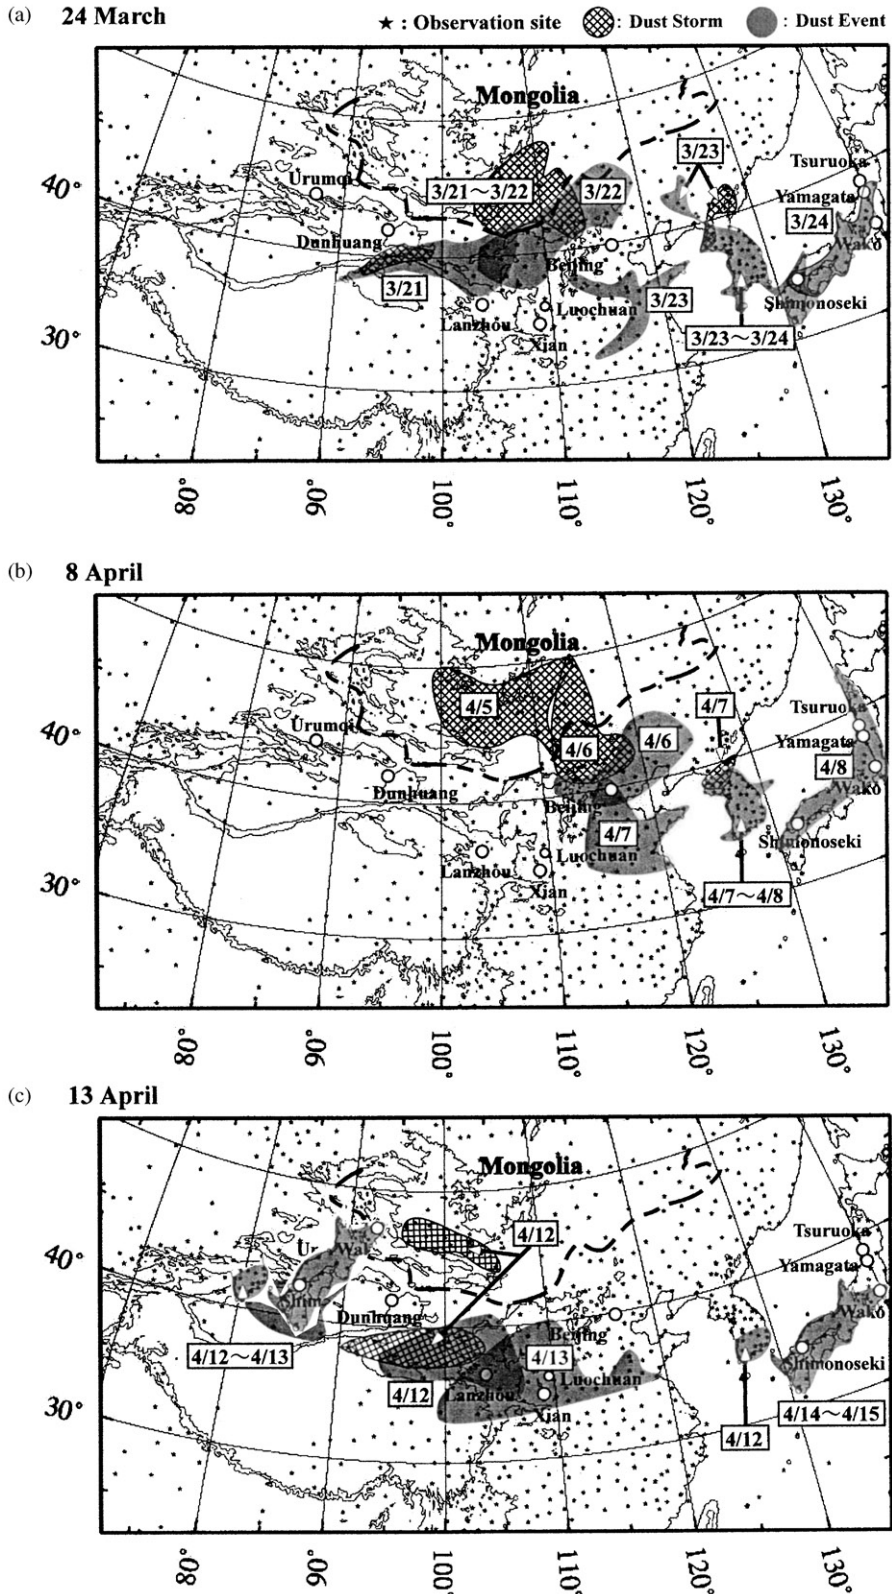 (a) 24 March
★ : Observation site : Dust Storm : Dust Event
Mongolia
3/23
Tsuruoka
40°
Urumqi
3/21～3/22
3/22
Yamagata
3/24
Dunhuang
Wako
Beijing
3/21
3/23
Shimonoseki
Lanzhou
Luochuan
30°
Xian
3/23～3/24
80°
90°
100°
110°
120°
130°
(b) 8 April
Mongolia
4/5
4/7
Tsuruoka
40°
Urumqi
4/6
4/6
Yamagata
4/8
Dunhuang
Beijing
Wako
4/7
Lanzhou
Luochuan
Shimonoseki
30°
Xian
4/7～4/8
80°
90°
100°
110°
120°
130°
(c) 13 April
Mongolia
4/12
Tsuruoka
40°
Ur
Wak
Yamagata
Shimo
Wako
Dunhuang
Beijing
4/12～4/13
4/13
Shimonoseki
4/12
Lanzhou
Luochuan
30°
Xian
4/12
4/14～4/15
80°
90°
100°
110°
120°
130°